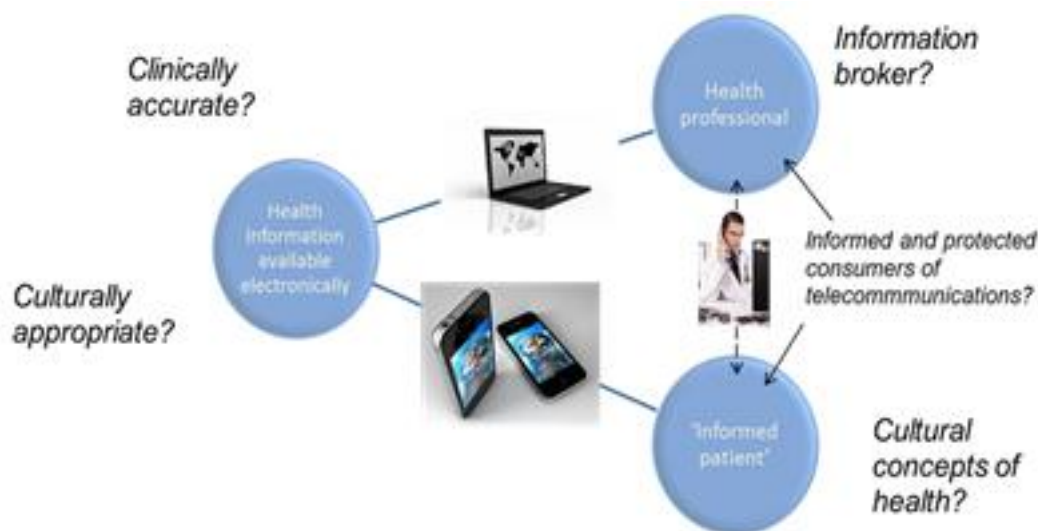 Clinically
accurate?
Information
broker?
Health
professional
Health
information
available
electronically
Culturally
appropriate?
Informed and protected
consumers of
telecommmunications?
"Informed
patient"
Cultural
concepts of
health?